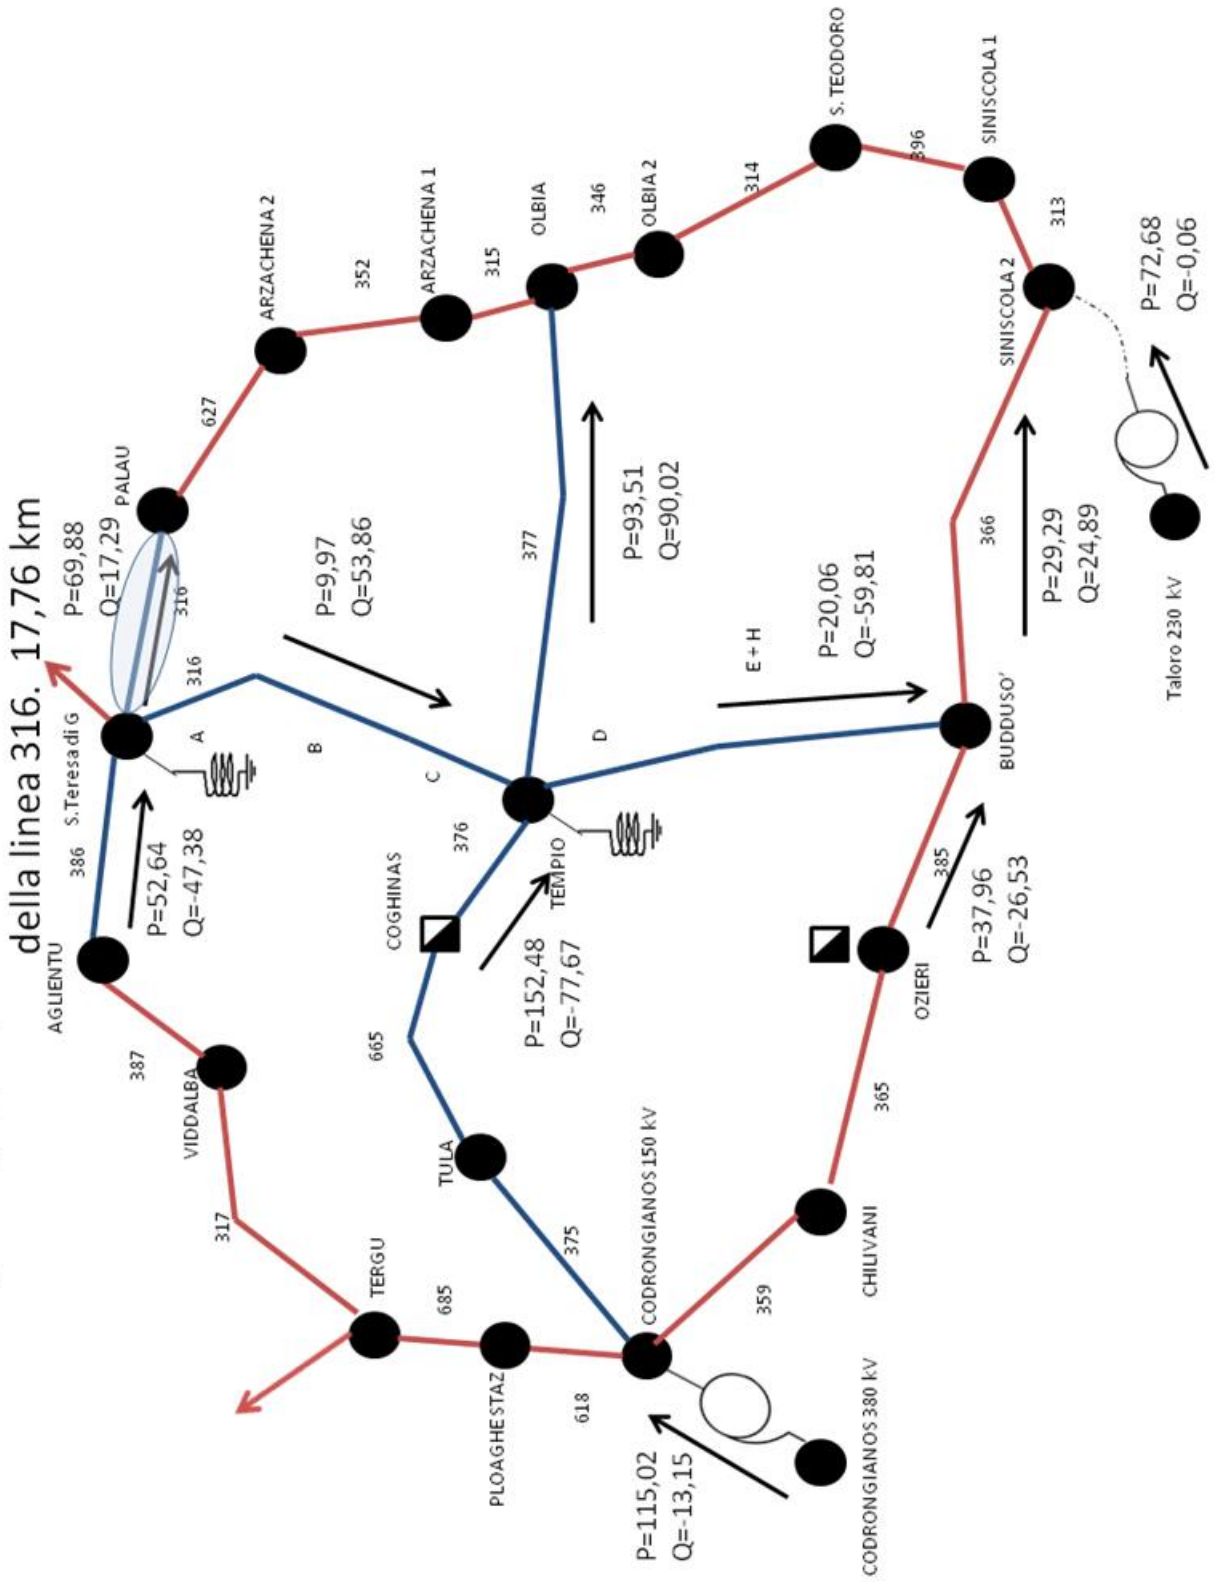 della linea 316. 17,76 km
AGLIENTU
386
S.Teresa di G
P=52,64
Q=-47,38
PALAU
P=69,88
Q=17,29
316
627
ARZACHENA 2
352
ARZACHENA 1
315
OLBIA
346
OLBIA 2
314
S. TEODORO
396
SINISCOLA 1
313
SINISCOLA 2
P=72,68
Q=-0,06
Taloro 230 kV
387
VIDDALBA
317
TERGU
685
PLOAGHE STAZ
618
316
A
B
C
P=9,97
Q=53,86
COGHINAS
376
TEMPIO
P=152,48
Q=-77,67
665
TULA
375
377
P=93,51
Q=90,02
D
E + H
P=20,06
Q=-59,81
BUDDUSO’
366
P=29,29
Q=24,89
385
P=37,96
Q=-26,53
OZIERI
365
CHILIVANI
359
CODRONGIANOS 150 kV
P=115,02
Q=-13,15
CODRONGIANOS 380 kV